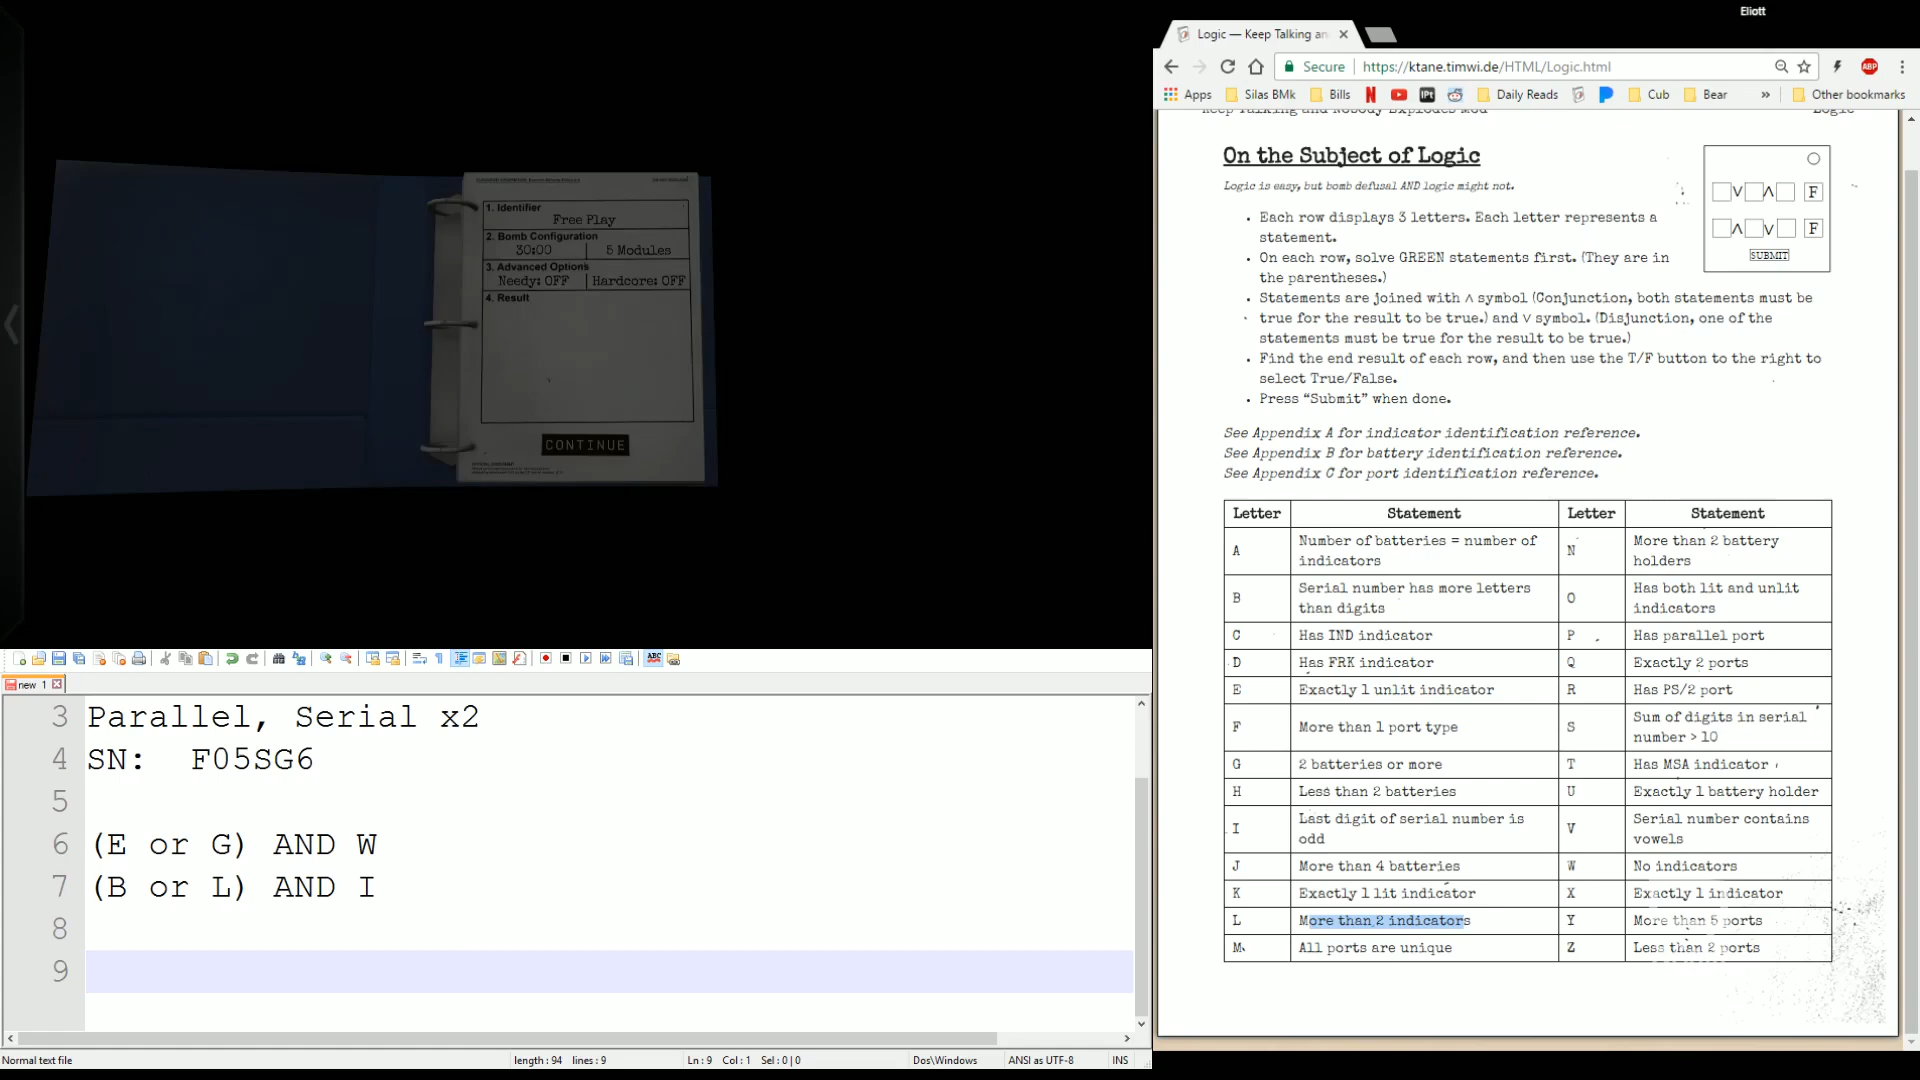 Eliott
Logic — Keep Talking an
Secure
https://ktane.timwi.de/HTML/Logic.html
ABP
Apps
Silas BMk
Bills
IPt
Daily Reads
Cub
Bear
»
Other bookmarks
Keep Talking and Nobody Explodes Mod
Logic
On the Subject of Logic
Logic is easy, but bomb defusal AND logic might not.
• Each row displays 3 letters. Each letter represents a
statement.
• On each row, solve GREEN statements first. (They are in
the parentheses.)
• Statements are joined with ∧ symbol (Conjunction, both statements must be
true for the result to be true.) and ∨ symbol. (Disjunction, one of the
statements must be true for the result to be true.)
• Find the end result of each row, and then use the T/F button to the right to
select True/False.
• Press “Submit” when done.
∨ ∧ F
∧ ∨ F
SUBMIT
See Appendix A for indicator identification reference.
See Appendix B for battery identification reference.
See Appendix C for port identification reference.
Letter Statement Letter Statement
A Number of batteries = number of indicators N More than 2 battery holders
B Serial number has more letters than digits O Has both lit and unlit indicators
C Has IND indicator P Has parallel port
D Has FRK indicator Q Exactly 2 ports
E Exactly 1 unlit indicator R Has PS/2 port
F More than 1 port type S Sum of digits in serial number > 10
G 2 batteries or more T Has MSA indicator
H Less than 2 batteries U Exactly 1 battery holder
I Last digit of serial number is odd V Serial number contains vowels
J More than 4 batteries W No indicators
K Exactly 1 lit indicator X Exactly 1 indicator
L More than 2 indicators Y More than 5 ports
M All ports are unique Z Less than 2 ports
1. Identifier
Free Play
2. Bomb Configuration
30:00 5 Modules
3. Advanced Options
Needy: OFF Hardcore: OFF
4. Result
CONTINUE
new 1
3 Parallel, Serial x2
4 SN: F05SG6
5
6 (E or G) AND W
7 (B or L) AND I
8
9
Normal text file
length : 94 lines : 9
Ln : 9 Col : 1 Sel : 0 | 0
Dos\Windows
ANSI as UTF-8
INS